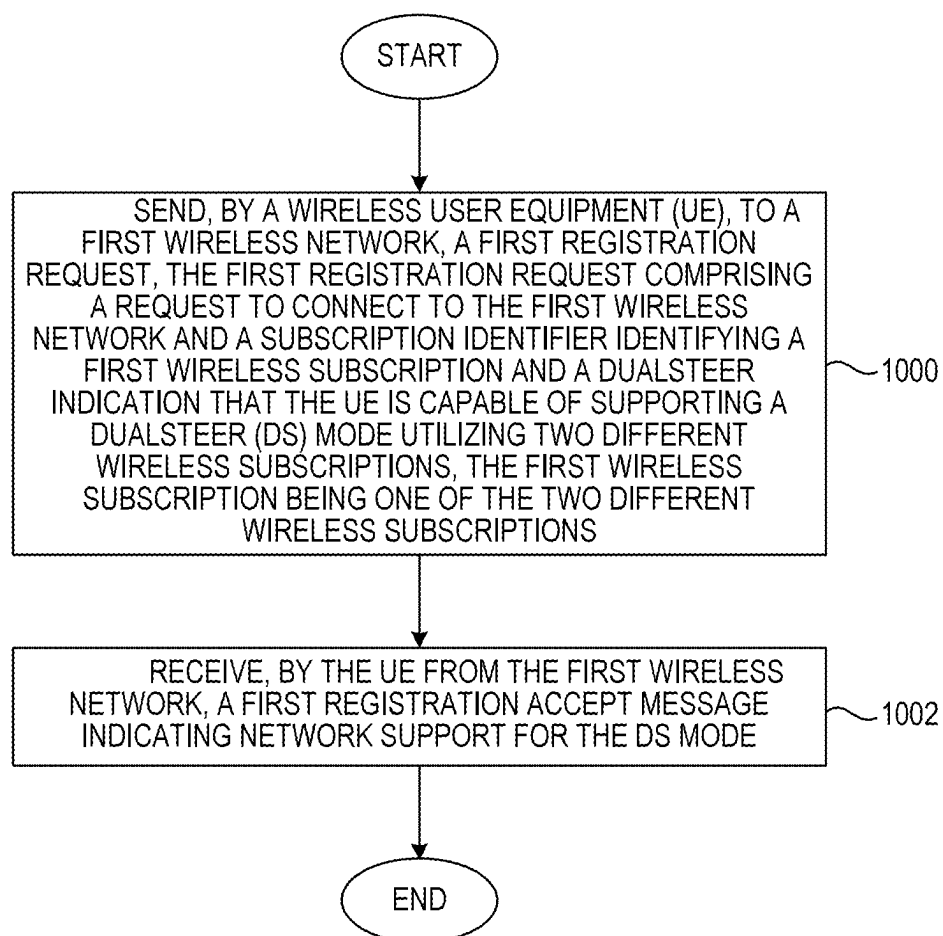 START
SEND, BY A WIRELESS USER EQUIPMENT (UE), TO A
FIRST WIRELESS NETWORK, A FIRST REGISTRATION
REQUEST, THE FIRST REGISTRATION REQUEST COMPRISING
A REQUEST TO CONNECT TO THE FIRST WIRELESS
NETWORK AND A SUBSCRIPTION IDENTIFIER IDENTIFYING A
FIRST WIRELESS SUBSCRIPTION AND A DUALSTEER
INDICATION THAT THE UE IS CAPABLE OF SUPPORTING A
DUALSTEER (DS) MODE UTILIZING TWO DIFFERENT
WIRELESS SUBSCRIPTIONS, THE FIRST WIRELESS
SUBSCRIPTION BEING ONE OF THE TWO DIFFERENT
WIRELESS SUBSCRIPTIONS
1000
RECEIVE, BY THE UE FROM THE FIRST WIRELESS
NETWORK, A FIRST REGISTRATION ACCEPT MESSAGE
INDICATING NETWORK SUPPORT FOR THE DS MODE
1002
END